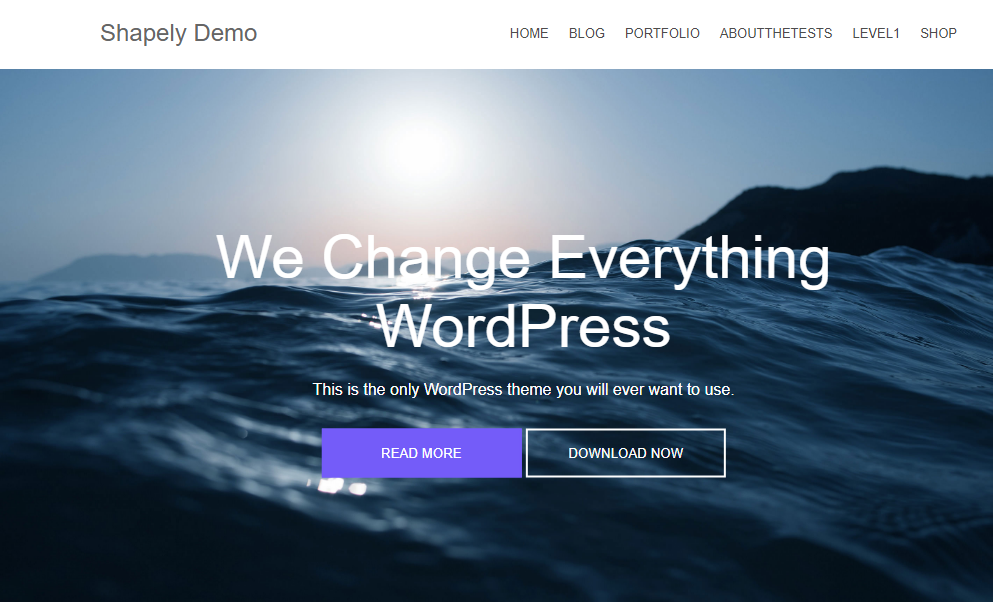 Shapely Demo
HOME BLOG PORTFOLIO ABOUTTHETESTS LEVEL1 SHOP
We Change Everything
WordPress
This is the only WordPress theme you will ever want to use.
READ MORE
DOWNLOAD NOW